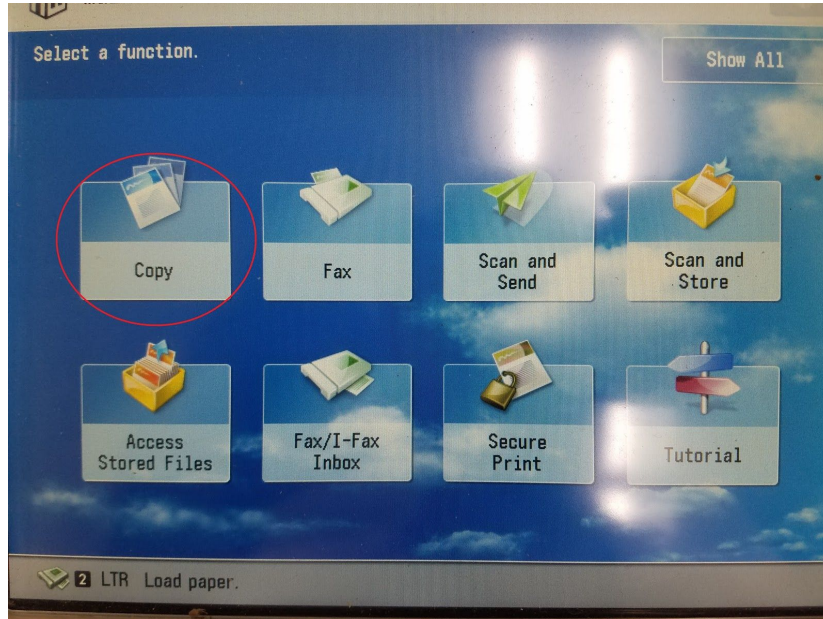 Select a function.
Show All
Copy
Fax
Scan and
Send
Scan and
Store
Access
Stored Files
Fax/I-Fax
Inbox
Secure
Print
Tutorial
2 LTR Load paper.